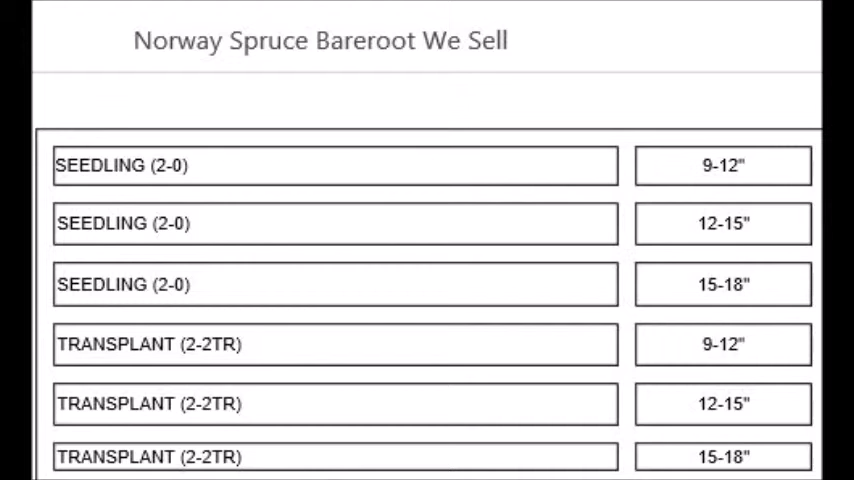 Norway Spruce Bareroot We Sell
SEEDLING (2-0) 9-12"
SEEDLING (2-0) 12-15"
SEEDLING (2-0) 15-18"
TRANSPLANT (2-2TR) 9-12"
TRANSPLANT (2-2TR) 12-15"
TRANSPLANT (2-2TR) 15-18"